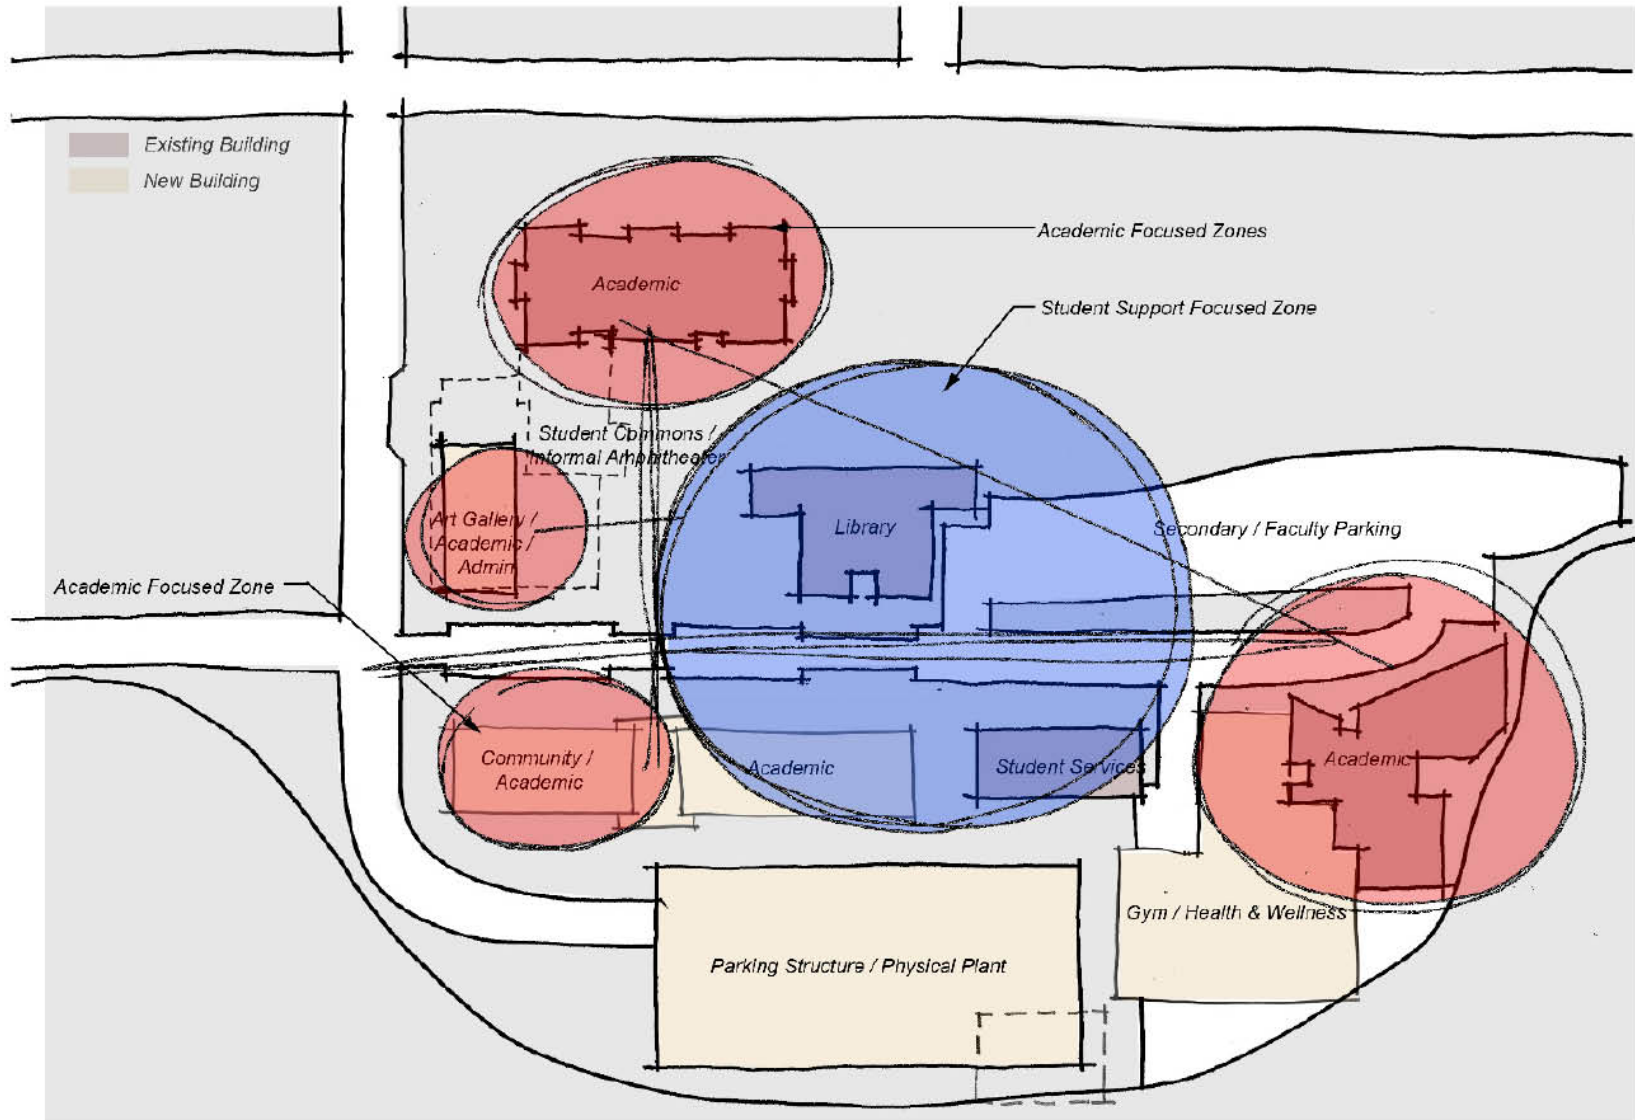 Existing Building
New Building
Academic Focused Zones
Academic
Student Support Focused Zone
Student Commons /
Informal Amphitheater
Art Gallery /
Academic /
Admin
Library
Secondary / Faculty Parking
Academic Focused Zone
Community /
Academic
Academic
Student Services
Academic
Gym / Health & Wellness
Parking Structure / Physical Plant